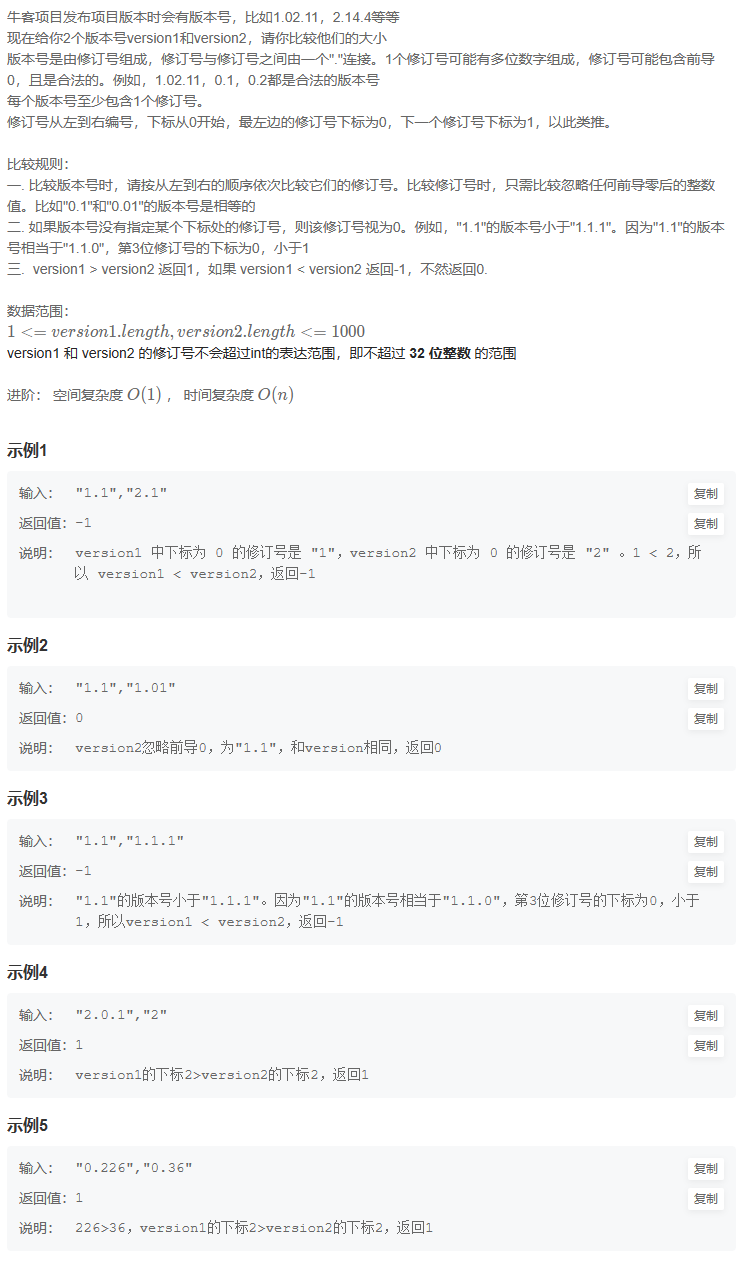 牛客项目发布项目版本时会有版本号，比如1.02.11，2.14.4等等
现在给你2个版本号version1和version2，请你比较他们的大小
版本号是由修订号组成，修订号与修订号之间由一个"."连接。1个修订号可能有多位数字组成，修订号可能包含前导
0，且是合法的。例如，1.02.11，0.1，0.2都是合法的版本号
每个版本号至少包含1个修订号。
修订号从左到右编号，下标从0开始，最左边的修订号下标为0，下一个修订号下标为1，以此类推。
比较规则：
一. 比较版本号时，请按从左到右的顺序依次比较它们的修订号。比较修订号时，只需比较忽略任何前导零后的整数
值。比如"0.1"和"0.01"的版本号是相等的
二. 如果版本号没有指定某个下标处的修订号，则该修订号视为0。例如，"1.1"的版本号小于"1.1.1"。因为"1.1"的版本
号相当于"1.1.0"，第3位修订号的下标为0，小于1
三. version1 > version2 返回1，如果 version1 < version2 返回-1，不然返回0.
数据范围：
1 <= version1.length, version2.length <= 1000
version1 和 version2 的修订号不会超过int的表达范围，即不超过 32 位整数 的范围
进阶： 空间复杂度 O(1) ， 时间复杂度 O(n)
示例1
输入： "1.1","2.1" 复制
返回值：-1 复制
说明： version1 中下标为 0 的修订号是 "1"，version2 中下标为 0 的修订号是 "2" 。1 < 2，所
以 version1 < version2，返回-1
示例2
输入： "1.1","1.01" 复制
返回值：0 复制
说明： version2忽略前导0，为"1.1"，和version相同，返回0
示例3
输入： "1.1","1.1.1" 复制
返回值：-1 复制
说明： "1.1"的版本号小于"1.1.1"。因为"1.1"的版本号相当于"1.1.0"，第3位修订号的下标为0，小于
1，所以version1 < version2，返回-1
示例4
输入： "2.0.1","2" 复制
返回值：1 复制
说明： version1的下标2>version2的下标2，返回1
示例5
输入： "0.226","0.36" 复制
返回值：1 复制
说明： 226>36，version1的下标2>version2的下标2，返回1